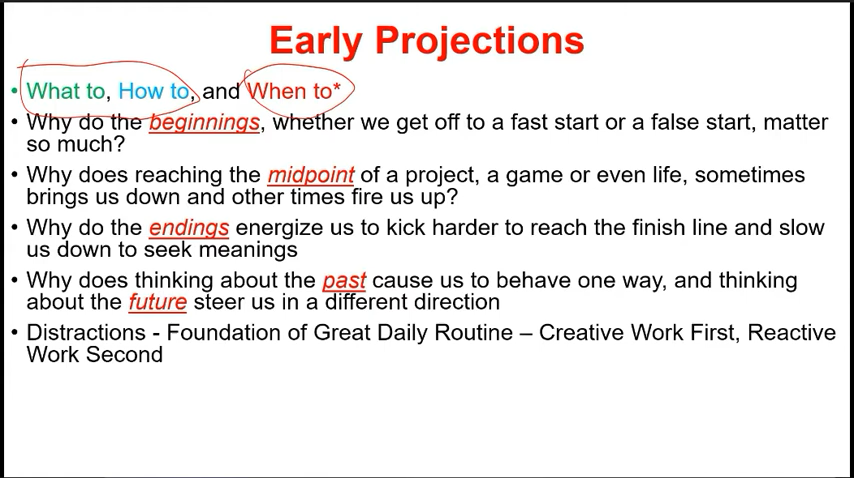 Early Projections
• What to, How to, and When to*
• Why do the beginnings, whether we get off to a fast start or a false start, matter
so much?
• Why does reaching the midpoint of a project, a game or even life, sometimes
brings us down and other times fire us up?
• Why do the endings energize us to kick harder to reach the finish line and slow
us down to seek meanings
• Why does thinking about the past cause us to behave one way, and thinking
about the future steer us in a different direction
• Distractions - Foundation of Great Daily Routine – Creative Work First, Reactive
Work Second